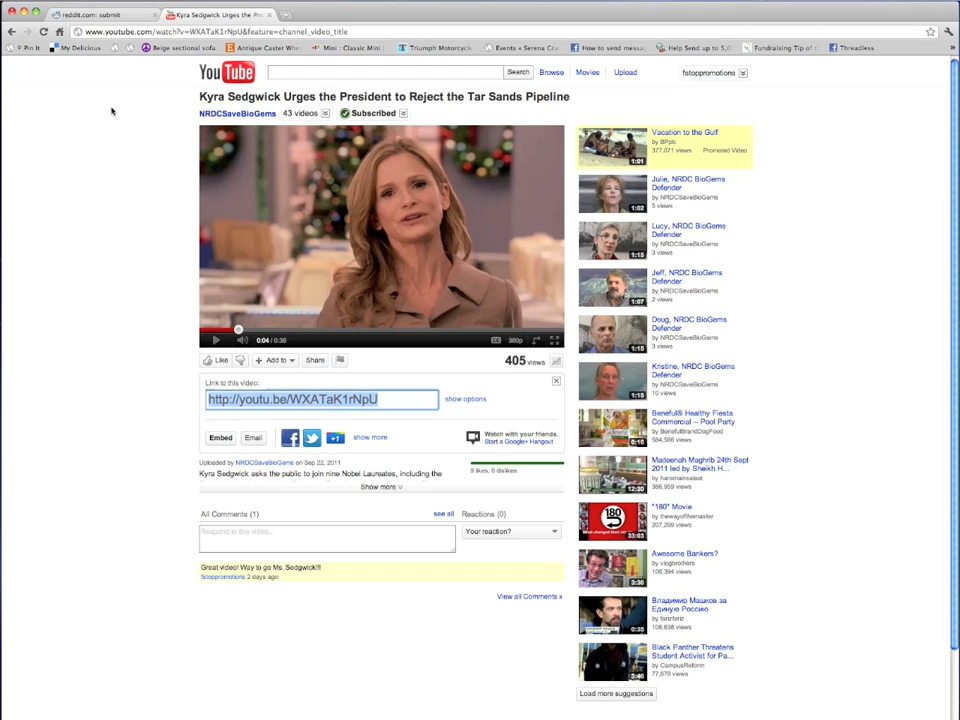 reddit.com: submit
Kyra Sedgwick Urges the Pre
www.youtube.com/watch?v=WXATaK1rNpU&feature=channel_video_title
Pin It
My Delicious
Beige sectional sofa
Antique Caster Whe
Mini : Classic Mini
Triumph Motorcycle
Events « Serena Cra
How to send messag
Help Send up to 5,0
Fundraising Tip of th
Threadless
YouTube
Search
Browse
Movies
Upload
fstoppromotions
Kyra Sedgwick Urges the President to Reject the Tar Sands Pipeline
NRDCSaveBioGems 43 videos Subscribed
0:04 / 0:38
360p
Like
Add to
Share
405 views
Link to this video:
http://youtu.be/WXATaK1rNpU
show options
Embed
Email
+1
show more
Watch with your friends.
Start a Google+ Hangout
Uploaded by NRDCSaveBioGems on Sep 22, 2011
9 likes, 0 dislikes
Kyra Sedgwick asks the public to join nine Nobel Laureates, including the
Show more
All Comments (1)
see all
Reactions (0)
Respond to this video...
Your reaction?
Great video! Way to go Ms. Sedgwick!!!
fstoppromotions 2 days ago
View all Comments »
Vacation to the Gulf
by BPplc
377,071 views
Promoted Video
1:01
Julie, NRDC BioGems
Defender
by NRDCSaveBioGems
5 views
1:02
Lucy, NRDC BioGems
Defender
by NRDCSaveBioGems
3 views
1:15
Jeff, NRDC BioGems
Defender
by NRDCSaveBioGems
2 views
1:07
Doug, NRDC BioGems
Defender
by NRDCSaveBioGems
3 views
1:15
Kristine, NRDC BioGems
Defender
by NRDCSaveBioGems
10 views
1:15
Beneful® Healthy Fiesta
Commercial -- Pool Party
by BenefulBrandDogFood
584,566 views
0:16
Madeenah Maghrib 24th Sept
2011 led by Sheikh H...
by haramainsalaat
386,959 views
12:30
"180" Movie
by thewayofthemaster
207,299 views
180
33:03
Awesome Bankers?
by vlogbrothers
106,394 views
3:36
Владимир Машков за
Единую Россию
by farizfariz
108,638 views
0:35
Black Panther Threatens
Student Activist for Pa...
by CampusReform
77,678 views
3:46
Load more suggestions